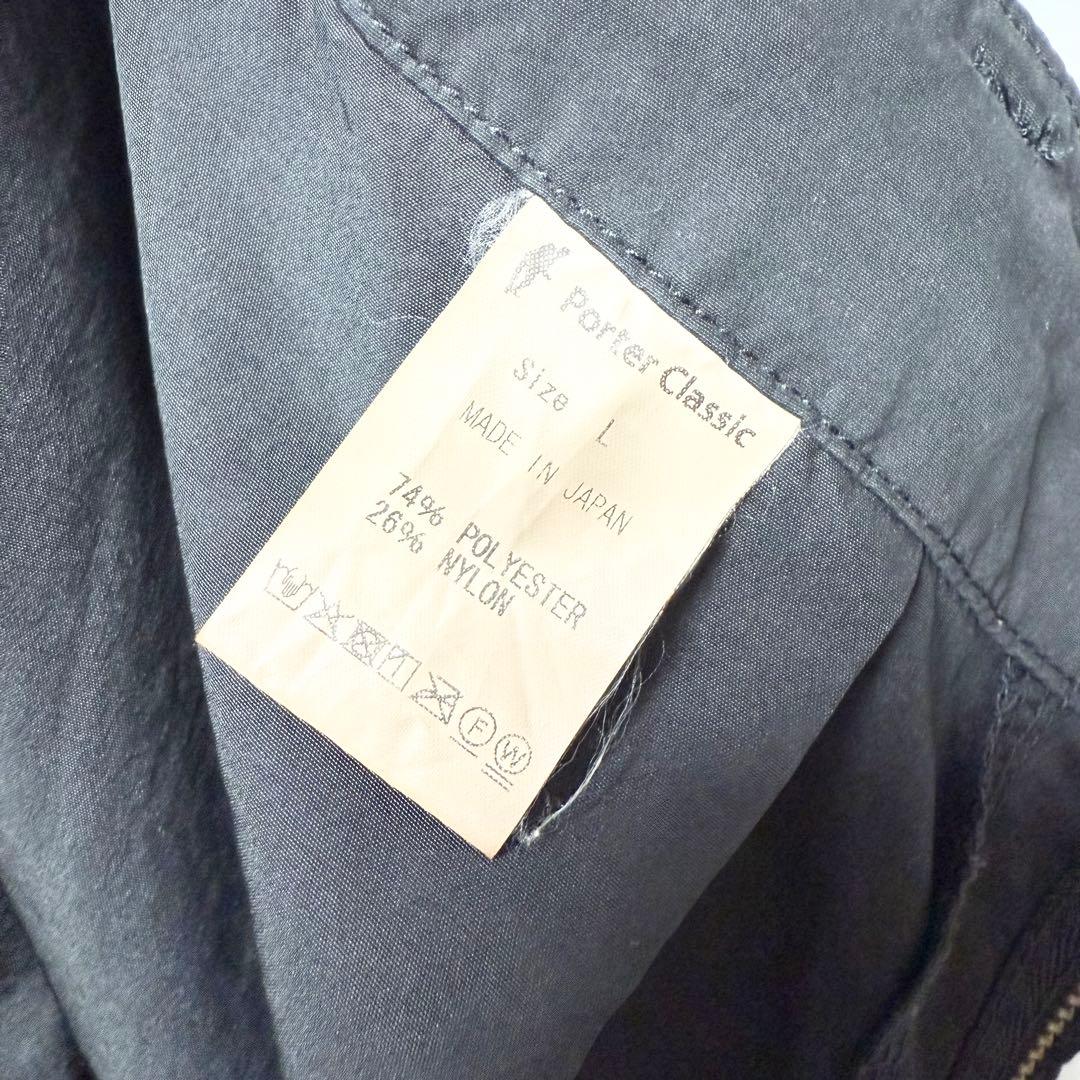 Porter Classic
Size L
MADE IN JAPAN
74% POLYESTER
26% NYLON
F W